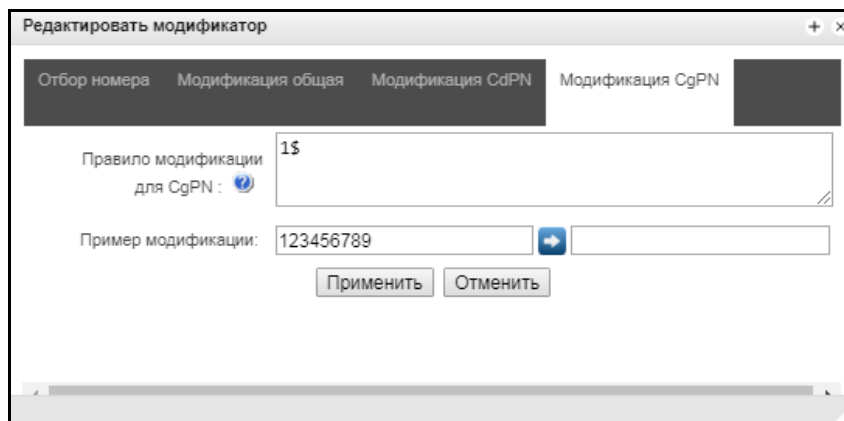 Редактировать модификатор
Отбор номера Модификация общая Модификация CdPN Модификация CgPN
Правило модификации
для CgPN :
1$
Пример модификации: 123456789
Применить Отменить